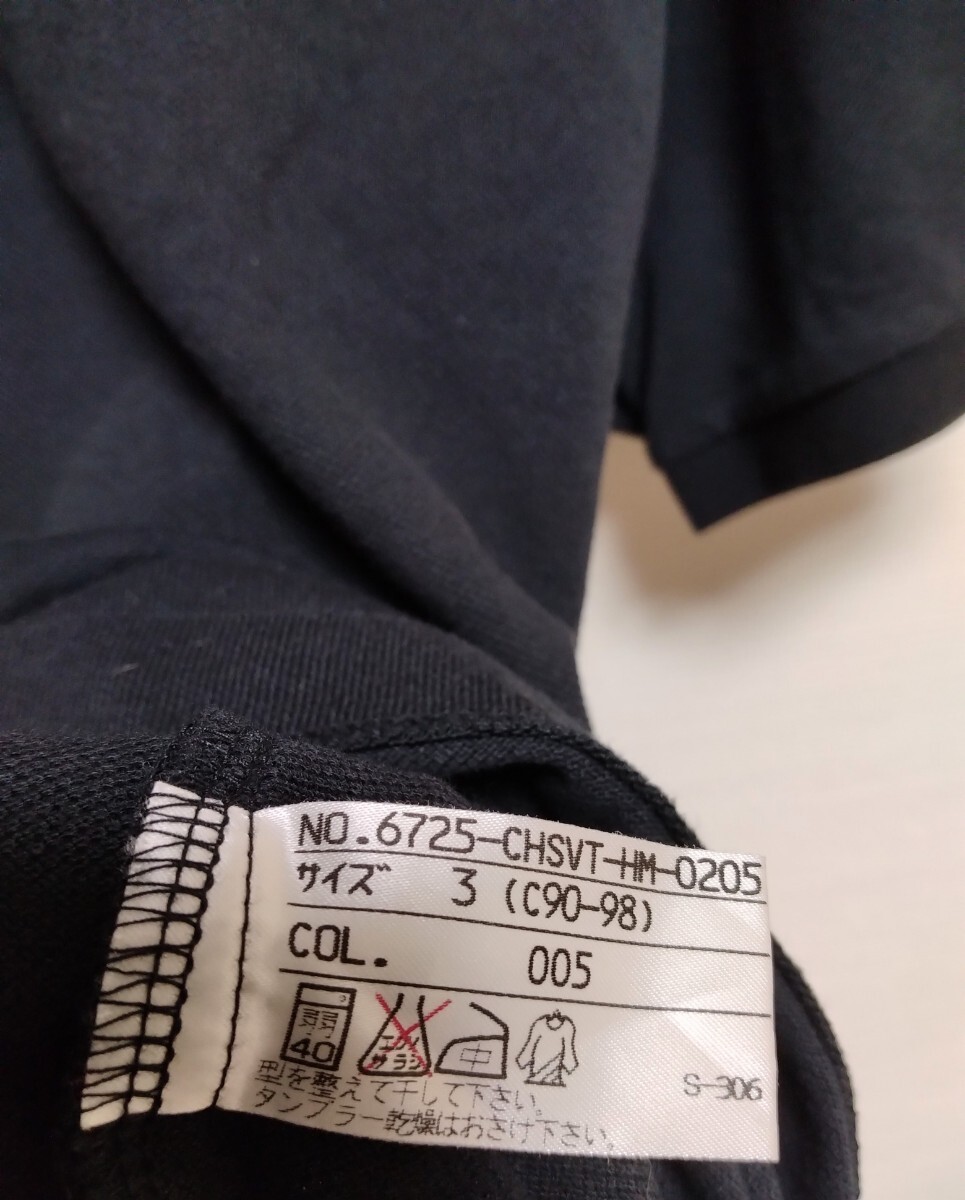 NO.6725-CHSVT-HM-0205
サイズ 3 (C90-98)
COL. 005
弱 40 エンソ サラシ 中
S-306
型を整えて干して下さい。
タンブラー乾燥はおさけ下さい。